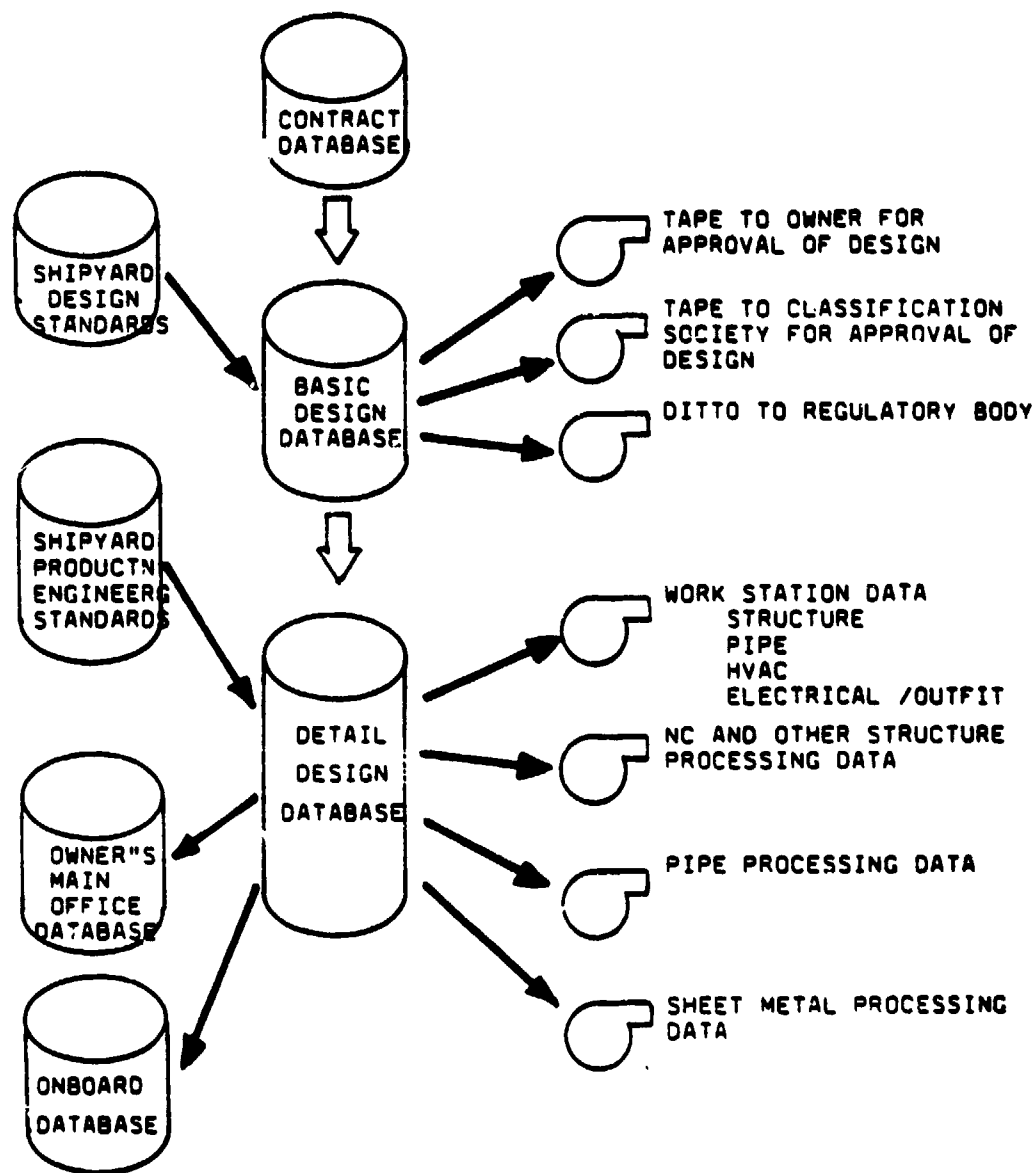 CONTRACT
DATABASE
SHIPYARD
DESIGN
STANDARDS
BASIC
DESIGN
DATABASE
TAPE TO OWNER FOR
APPROVAL OF DESIGN
TAPE TO CLASSIFICATION
SOCIETY FOR APPROVAL OF
DESIGN
DITTO TO REGULATORY BODY
SHIPYARD
PRODUCTN
ENGINEERG
STANDARDS
DETAIL
DESIGN
DATABASE
WORK STATION DATA
STRUCTURE
PIPE
HVAC
ELECTRICAL /OUTFIT
NC AND OTHER STRUCTURE
PROCESSING DATA
PIPE PROCESSING DATA
SHEET METAL PROCESSING
DATA
OWNER"S
MAIN
OFFICE
DATABASE
ONBOARD
DATABASE